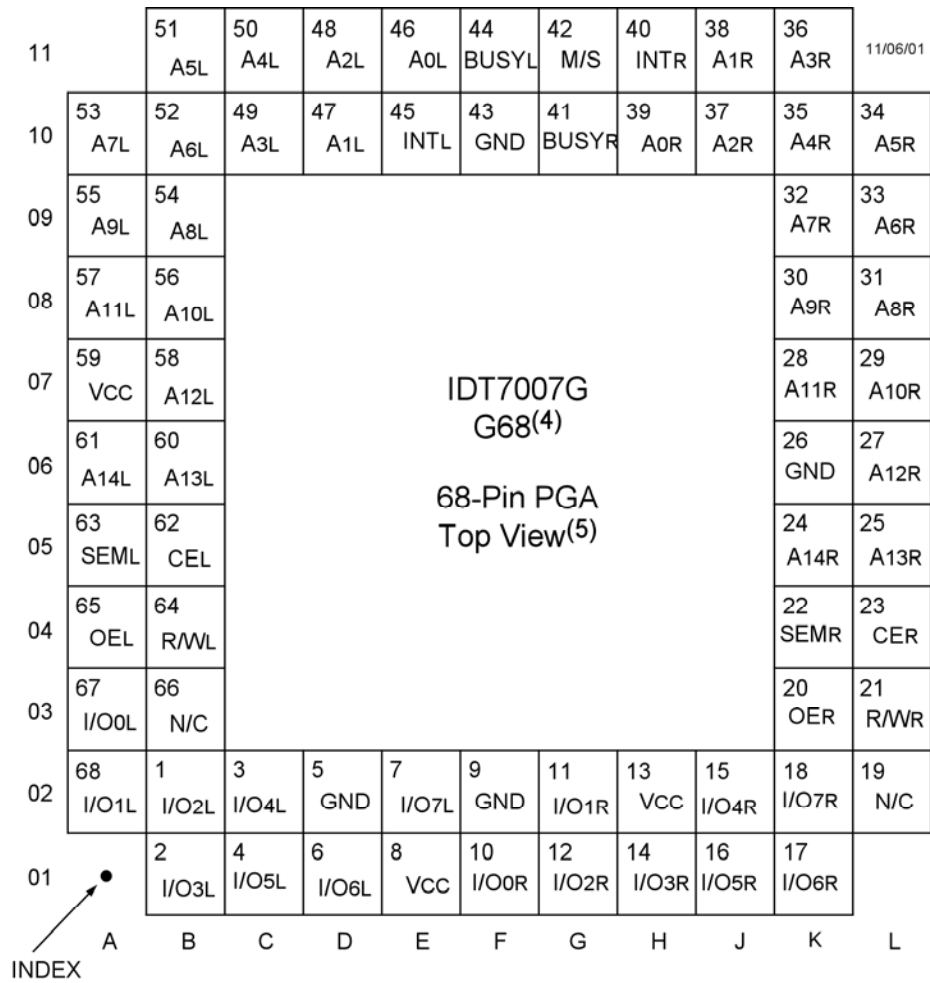 11 51 A5L 50 A4L 48 A2L 46 A0L 44 BUSYL 42 M/S 40 INTR 38 A1R 36 A3R 11/06/01
10 53 A7L 52 A6L 49 A3L 47 A1L 45 INTL 43 GND 41 BUSYR 39 A0R 37 A2R 35 A4R 34 A5R
09 55 A9L 54 A8L 32 A7R 33 A6R
08 57 A11L 56 A10L 30 A9R 31 A8R
07 59 VCC 58 A12L 28 A11R 29 A10R
IDT7007G
G68(4)
06 61 A14L 60 A13L 26 GND 27 A12R
68-Pin PGA
Top View(5)
05 63 SEML 62 CEL 24 A14R 25 A13R
04 65 OEL 64 R/WL 22 SEMR 23 CER
03 67 I/O0L 66 N/C 20 OER 21 R/WR
02 68 I/O1L 1 I/O2L 3 I/O4L 5 GND 7 I/O7L 9 GND 11 I/O1R 13 VCC 15 I/O4R 18 I/O7R 19 N/C
01 2 I/O3L 4 I/O5L 6 I/O6L 8 VCC 10 I/O0R 12 I/O2R 14 I/O3R 16 I/O5R 17 I/O6R
A B C D E F G H J K L
INDEX